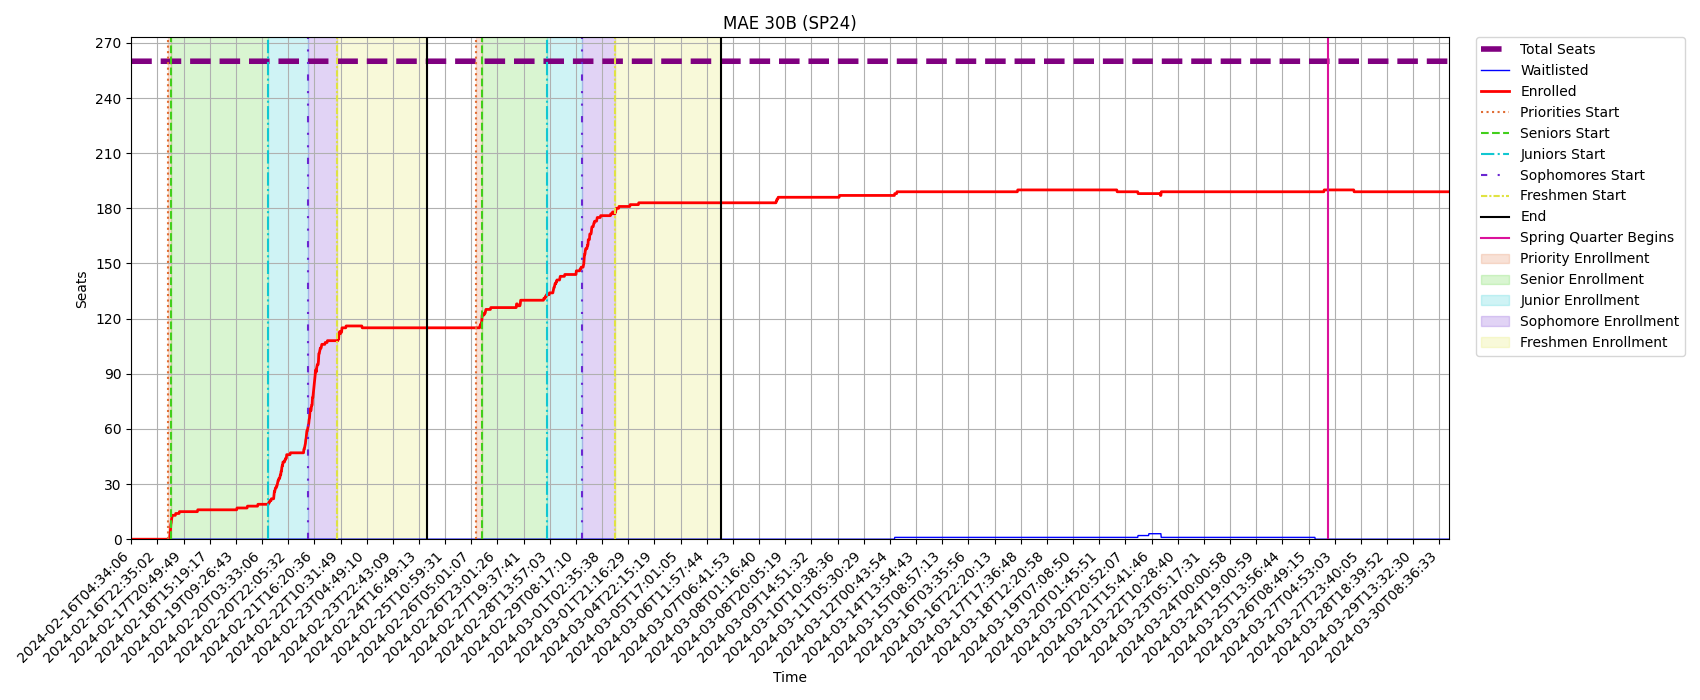 MAE 30B (SP24)
270
240
210
180
150
120
90
60
30
0
Seats
2024-02-16T04:34:06
2024-02-16T22:35:02
2024-02-17T20:49:49
2024-02-18T15:19:17
2024-02-19T09:26:43
2024-02-20T03:33:06
2024-02-20T22:05:32
2024-02-21T16:20:36
2024-02-22T10:31:49
2024-02-23T04:49:10
2024-02-23T22:43:09
2024-02-24T16:49:13
2024-02-25T10:59:31
2024-02-26T05:01:07
2024-02-26T23:01:26
2024-02-27T19:37:41
2024-02-28T13:57:03
2024-02-29T08:17:10
2024-03-01T02:35:38
2024-03-01T21:16:29
2024-03-04T22:15:19
2024-03-05T17:01:05
2024-03-06T11:57:44
2024-03-07T06:41:53
2024-03-08T01:16:40
2024-03-08T20:05:19
2024-03-09T14:51:32
2024-03-10T10:38:36
2024-03-11T05:30:29
2024-03-12T00:43:54
2024-03-14T13:54:43
2024-03-15T08:57:13
2024-03-16T03:35:56
2024-03-16T22:20:13
2024-03-17T17:36:48
2024-03-18T12:20:58
2024-03-19T07:08:50
2024-03-20T01:45:51
2024-03-20T20:52:07
2024-03-21T15:41:46
2024-03-22T10:28:40
2024-03-23T05:17:31
2024-03-24T00:00:58
2024-03-24T19:00:59
2024-03-25T13:56:44
2024-03-26T08:49:15
2024-03-27T04:53:03
2024-03-27T23:40:05
2024-03-28T18:39:52
2024-03-29T13:32:30
2024-03-30T08:36:33
Time
Total Seats
Waitlisted
Enrolled
Priorities Start
Seniors Start
Juniors Start
Sophomores Start
Freshmen Start
End
Spring Quarter Begins
Priority Enrollment
Senior Enrollment
Junior Enrollment
Sophomore Enrollment
Freshmen Enrollment